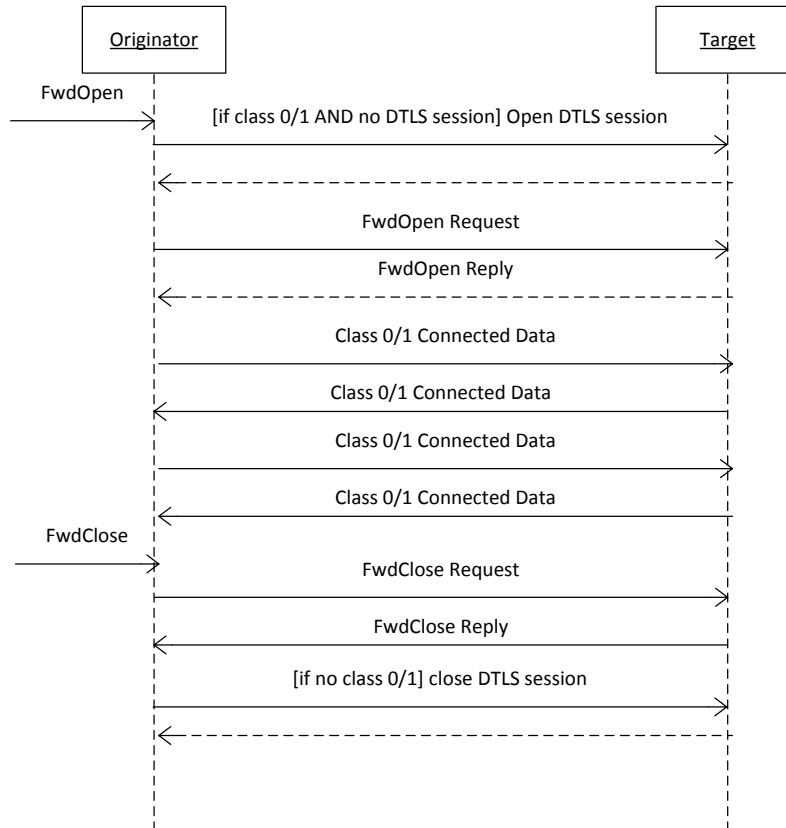 Originator
Target
FwdOpen
[if class 0/1 AND no DTLS session] Open DTLS session
FwdOpen Request
FwdOpen Reply
Class 0/1 Connected Data
Class 0/1 Connected Data
Class 0/1 Connected Data
Class 0/1 Connected Data
FwdClose
FwdClose Request
FwdClose Reply
[if no class 0/1] close DTLS session